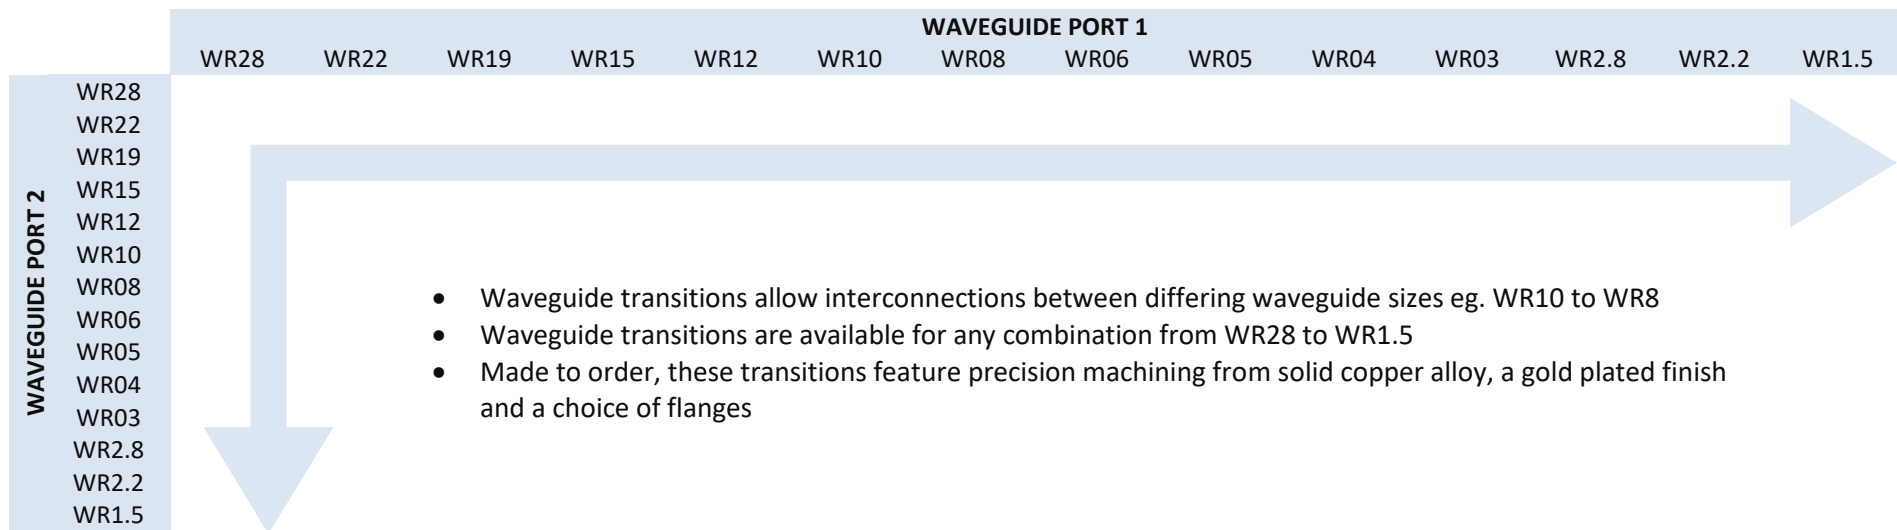 WAVEGUIDE PORT 1
WR28 WR22 WR19 WR15 WR12 WR10 WR08 WR06 WR05 WR04 WR03 WR2.8 WR2.2 WR1.5
WAVEGUIDE PORT 2
WR28
WR22
WR19
WR15
WR12
WR10
WR08
WR06
WR05
WR04
WR03
WR2.8
WR2.2
WR1.5
• Waveguide transitions allow interconnections between differing waveguide sizes eg. WR10 to WR8
• Waveguide transitions are available for any combination from WR28 to WR1.5
• Made to order, these transitions feature precision machining from solid copper alloy, a gold plated finish
and a choice of flanges